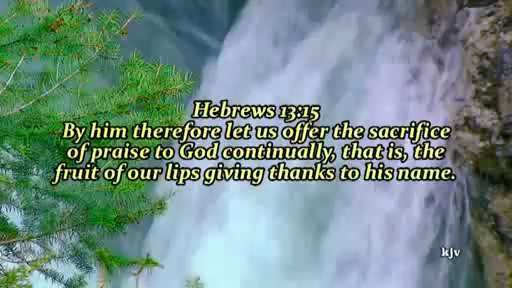 Hebrews 13:15
By him therefore let us offer the sacrifice
of praise to God continually, that is, the
fruit of our lips giving thanks to his name.
kjv